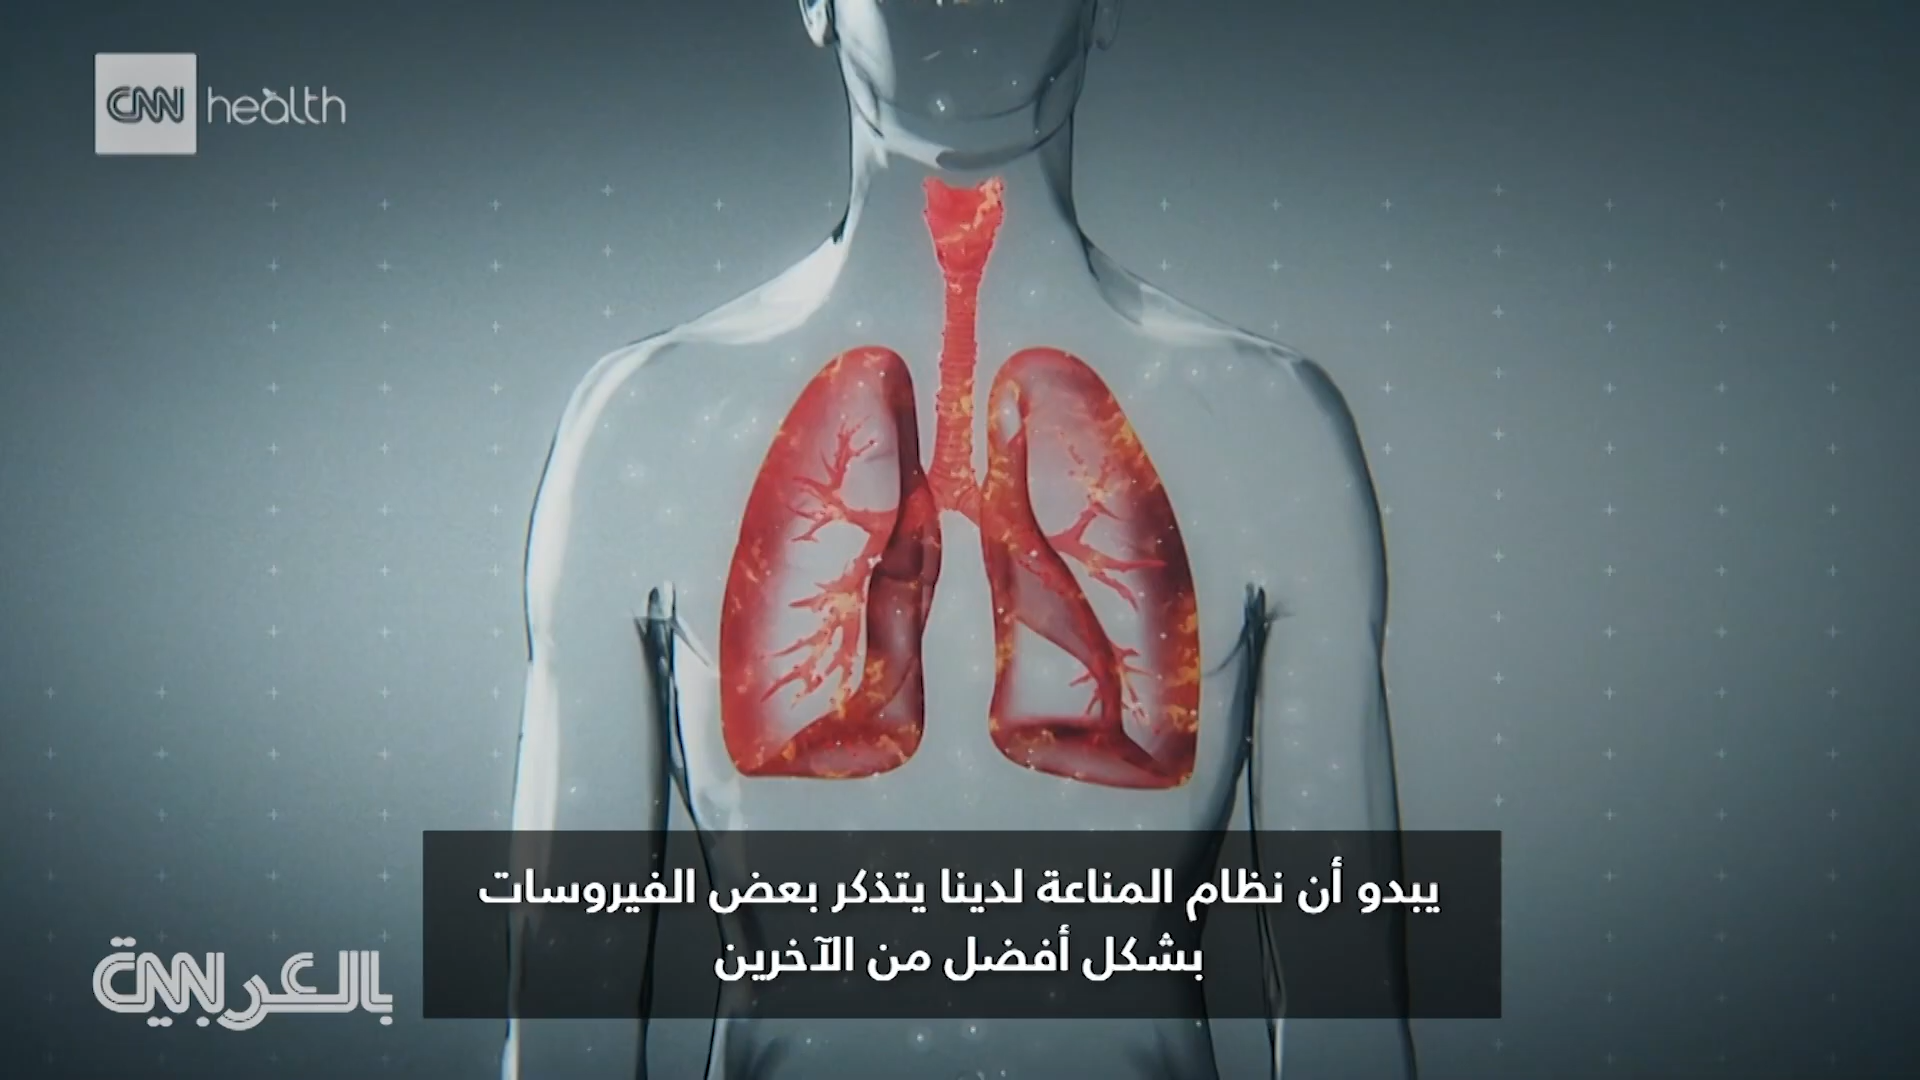 CNN health
يبدو أن نظام المناعة لدينا يتذكر بعض الفيروسات
بشكل أفضل من الآخرين
CNN بالعربية